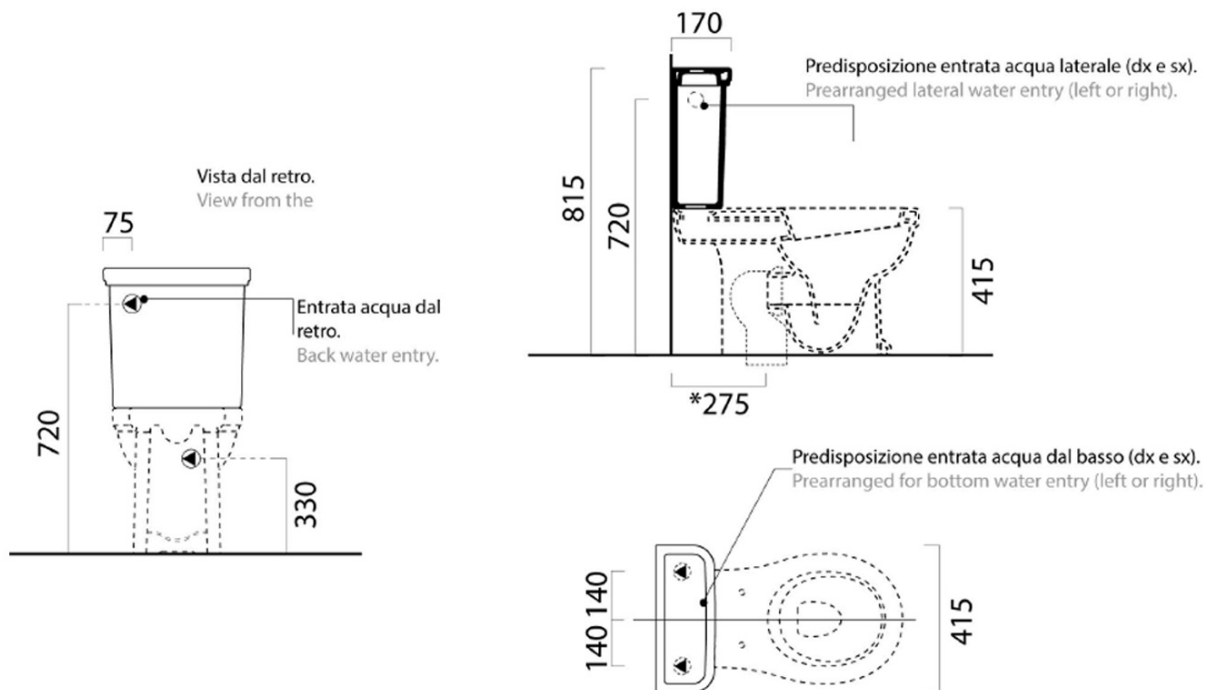 Vista dal retro.
View from the
75
Entrata acqua dal
retro.
Back water entry.
720
330
170
Predisposizione entrata acqua laterale (dx e sx).
Prearranged lateral water entry (left or right).
815
720
415
*275
Predisposizione entrata acqua dal basso (dx e sx).
Prearranged for bottom water entry (left or right).
140
140
415